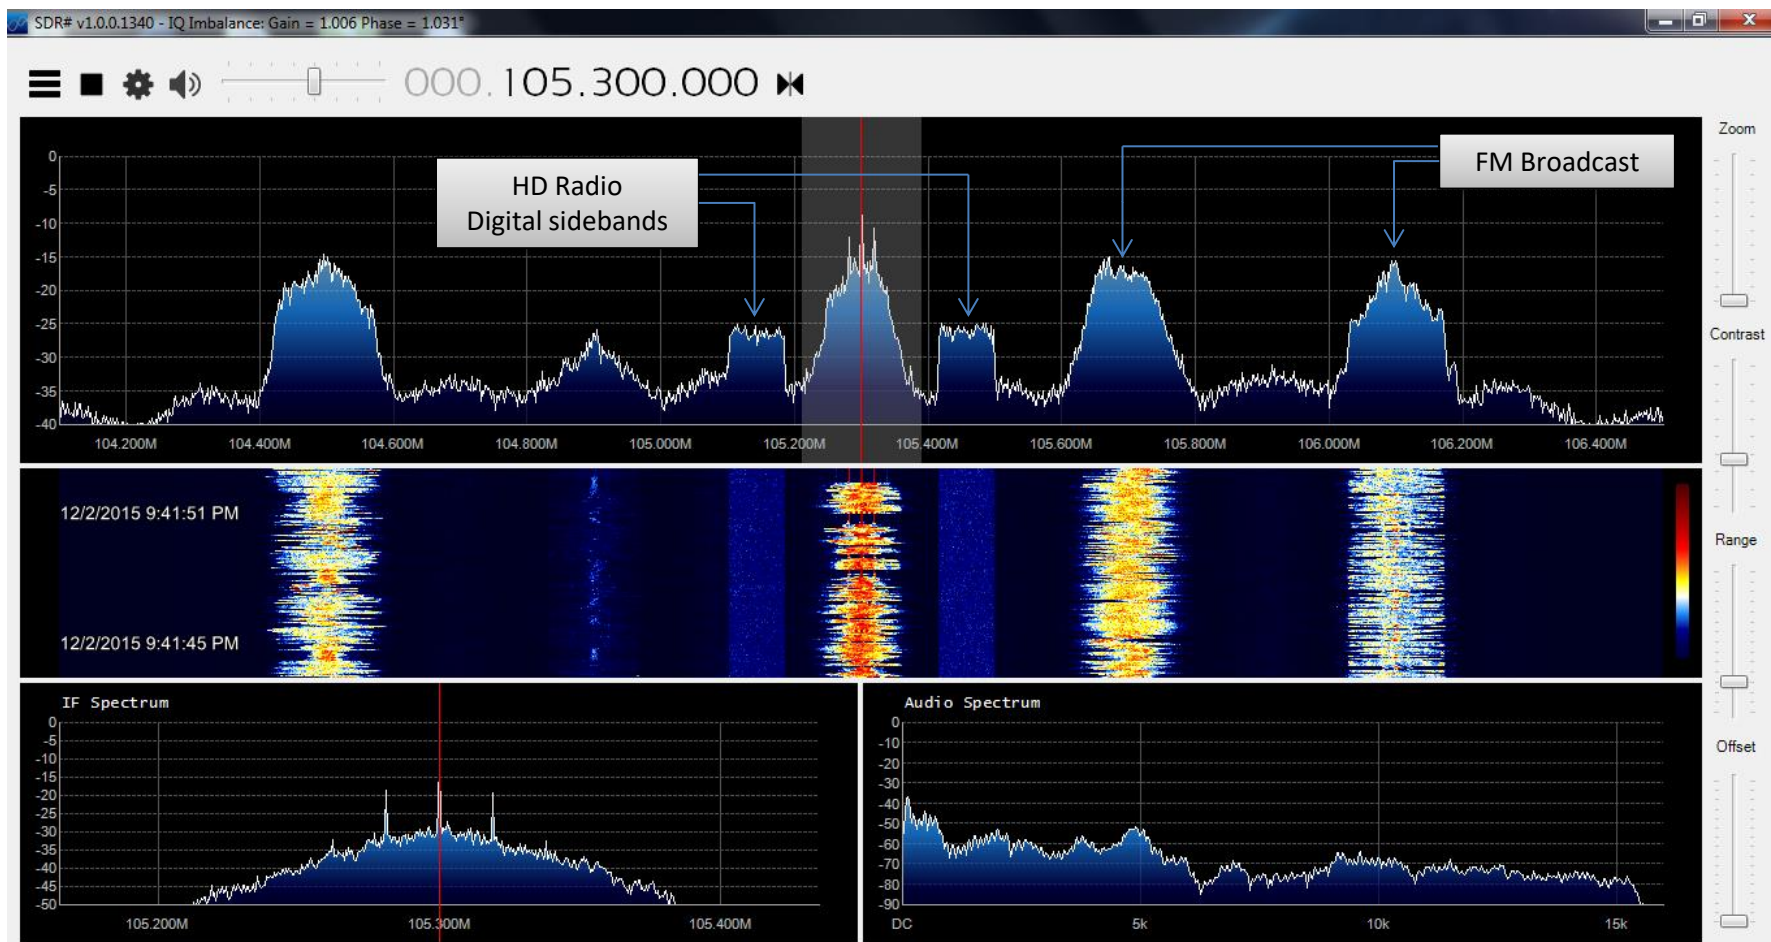 SDR# v1.0.0.1340 - IQ Imbalance: Gain = 1.006 Phase = 1.031°
000.105.300.000
Zoom
HD Radio
Digital sidebands
FM Broadcast
0
-5
-10
-15
-20
-25
-30
-35
-40
104.200M 104.400M 104.600M 104.800M 105.000M 105.200M 105.400M 105.600M 105.800M 106.000M 106.200M 106.400M
Contrast
12/2/2015 9:41:51 PM
12/2/2015 9:41:45 PM
Range
IF Spectrum
0
-5
-10
-15
-20
-25
-30
-35
-40
-45
-50
105.200M 105.300M 105.400M
Audio Spectrum
0
-10
-20
-30
-40
-50
-60
-70
-80
-90
DC 5k 10k 15k
Offset